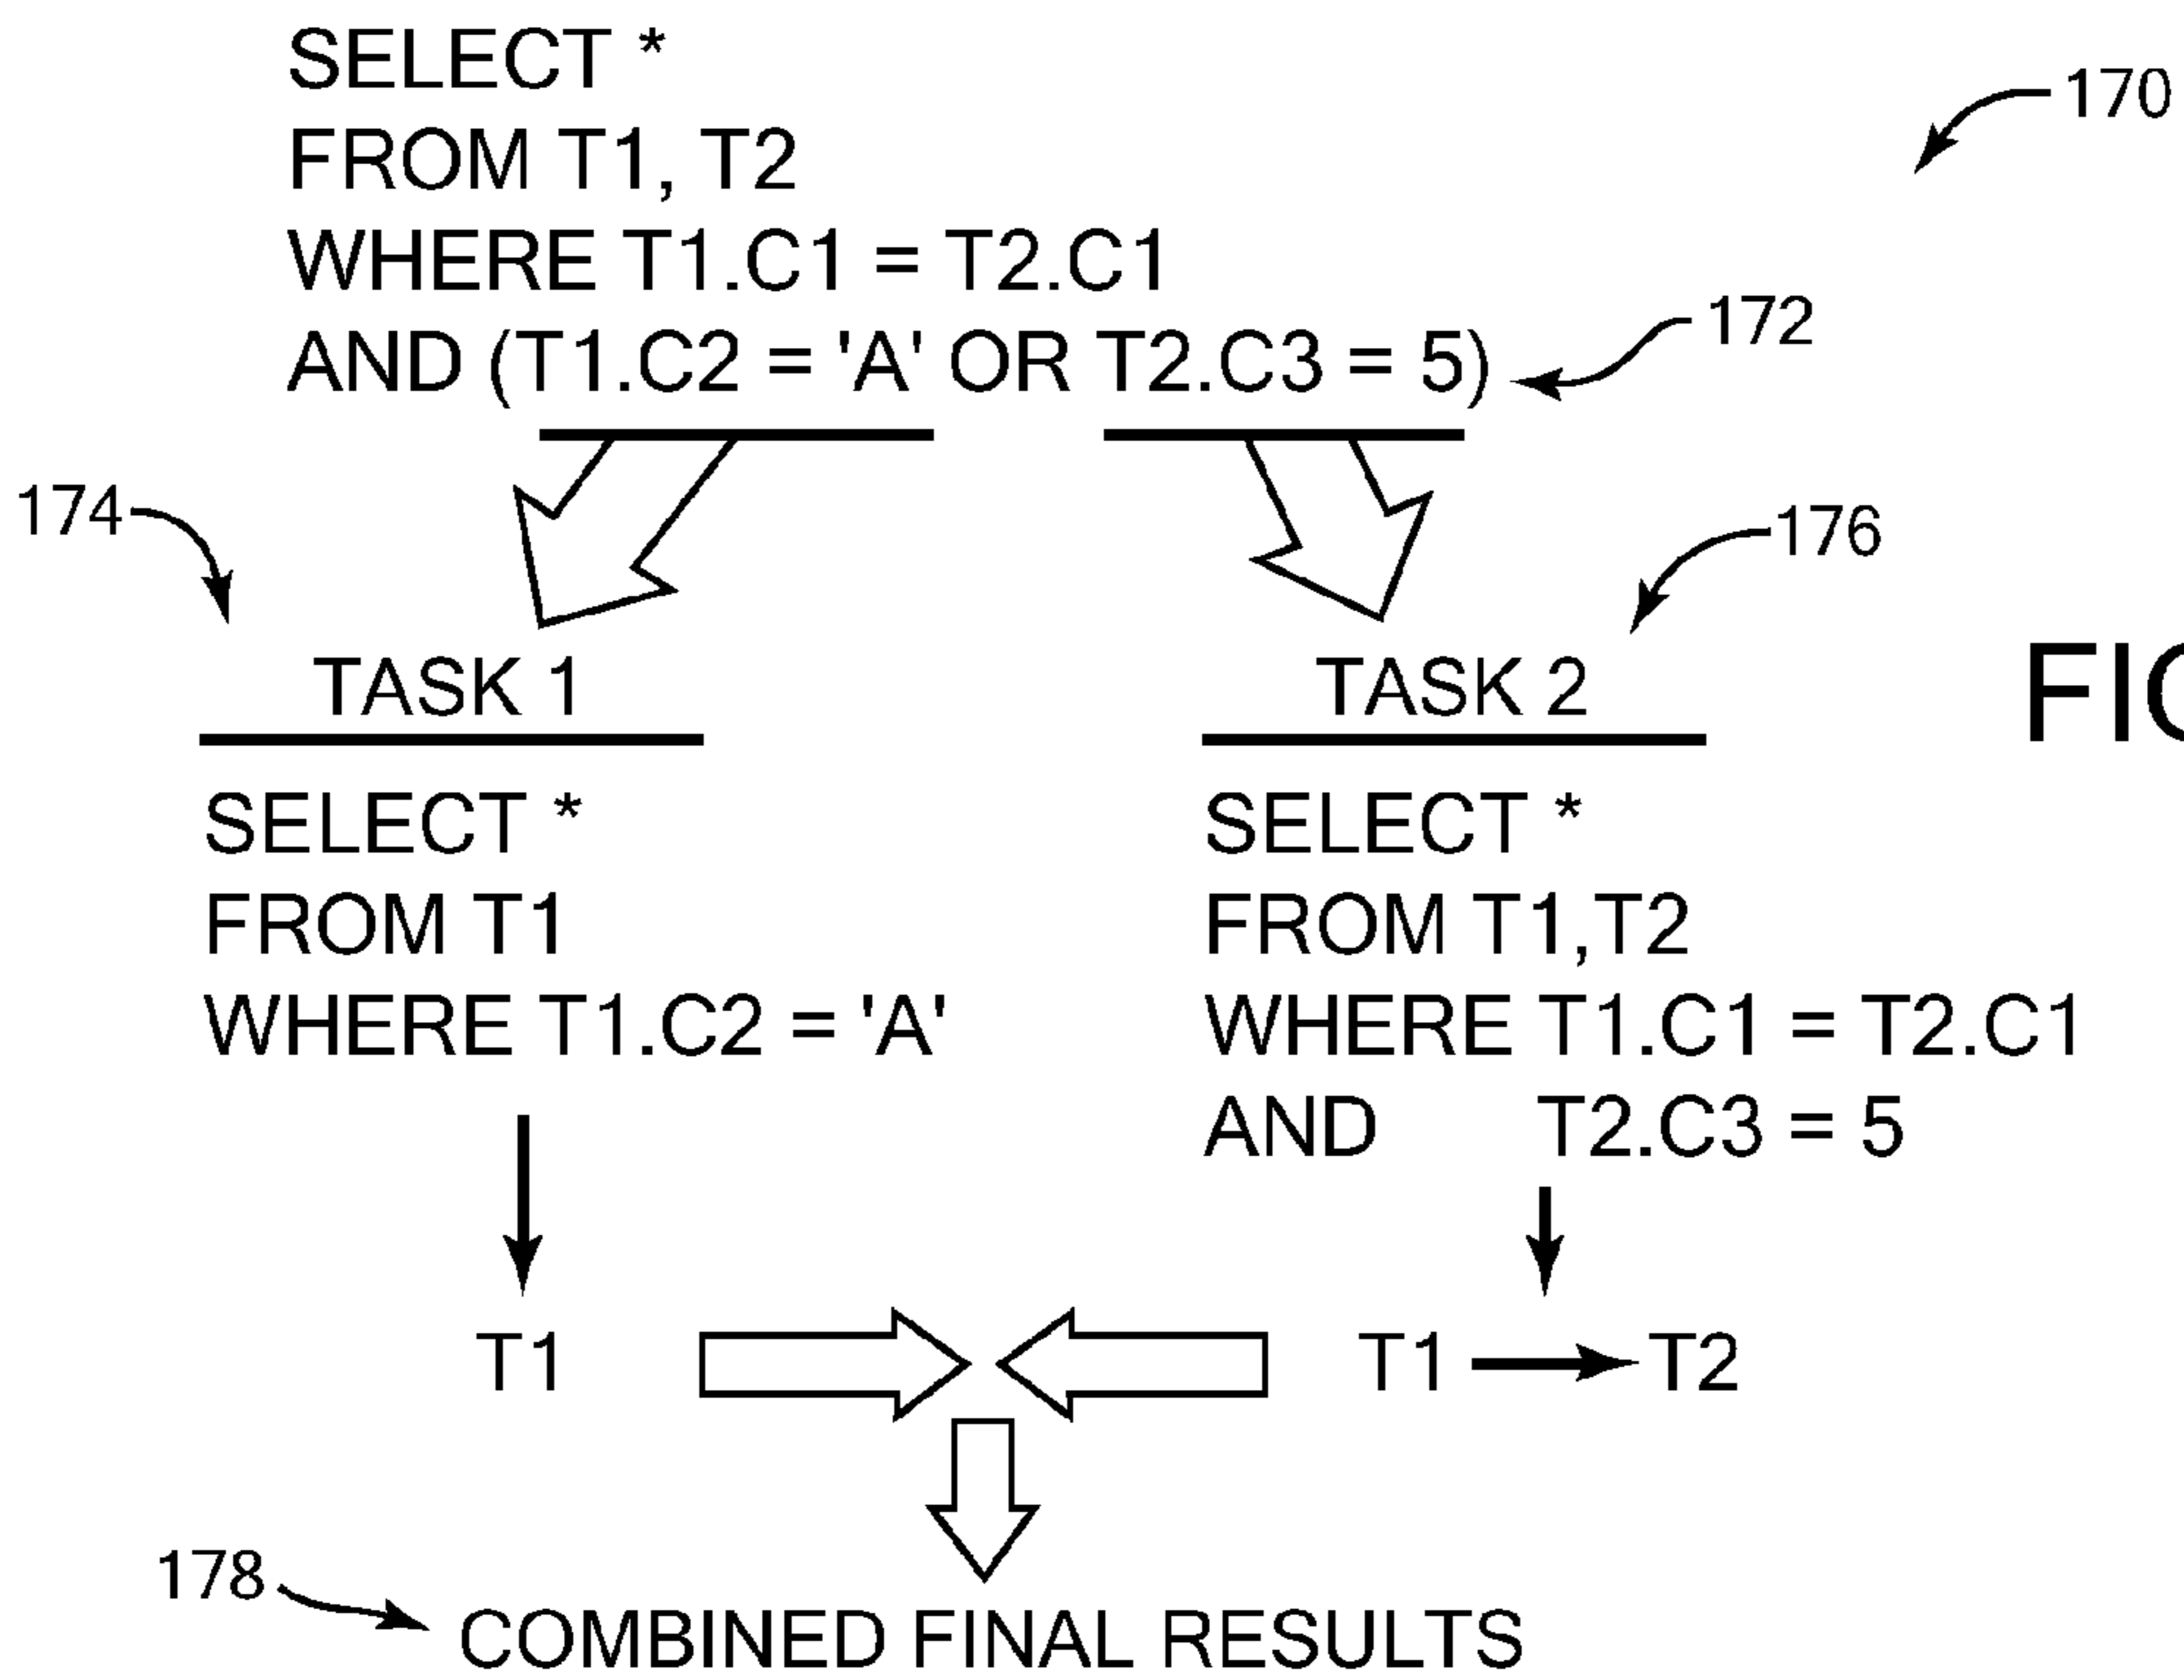 SELECT *
FROM T1, T2
WHERE T1.C1 = T2.C1
AND (T1.C2 = 'A' OR T2.C3 = 5)
170
172
174
176
TASK 1
SELECT *
FROM T1
WHERE T1.C2 = 'A'
TASK 2
SELECT *
FROM T1,T2
WHERE T1.C1 = T2.C1
AND T2.C3 = 5
FI
T1
T1
T2
178
COMBINED FINAL RESULTS